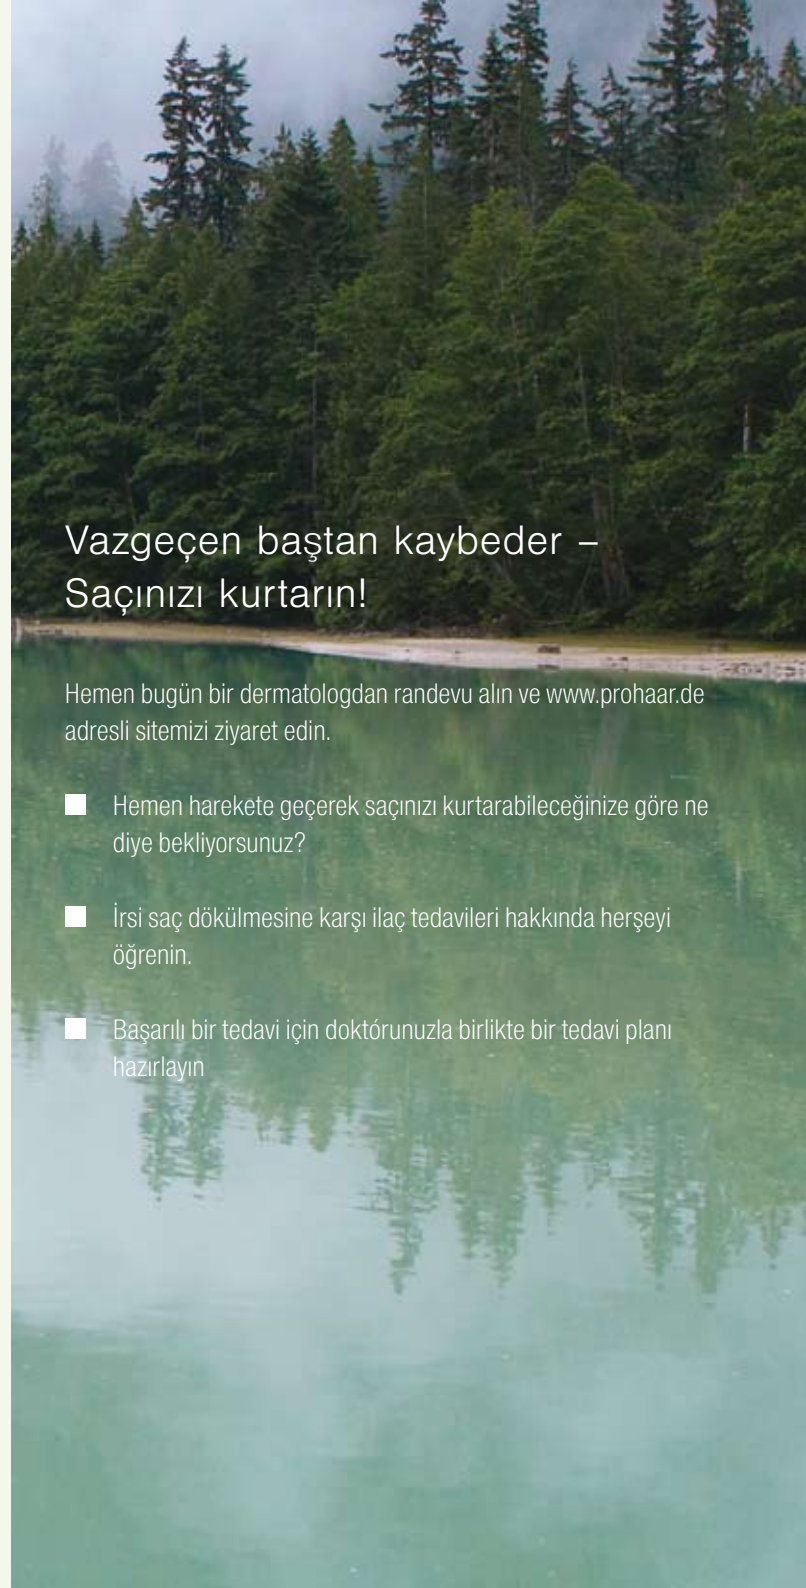 Vazgeçen baştan kaybeder –
Saçınızı kurtarın!
Hemen bugün bir dermatologdan randevu alın ve www.prohaar.de
adresli sitemizi ziyaret edin.
Hemen harekete geçerek saçınızı kurtarabileceğinize göre ne
diye bekliyorsunuz?
İrsi saç dökülmesine karşı ilaç tedavileri hakkında herşeyi
öğrenin.
Başarılı bir tedavi için doktórunuzla birlikte bir tedavi planı
hazırlayın